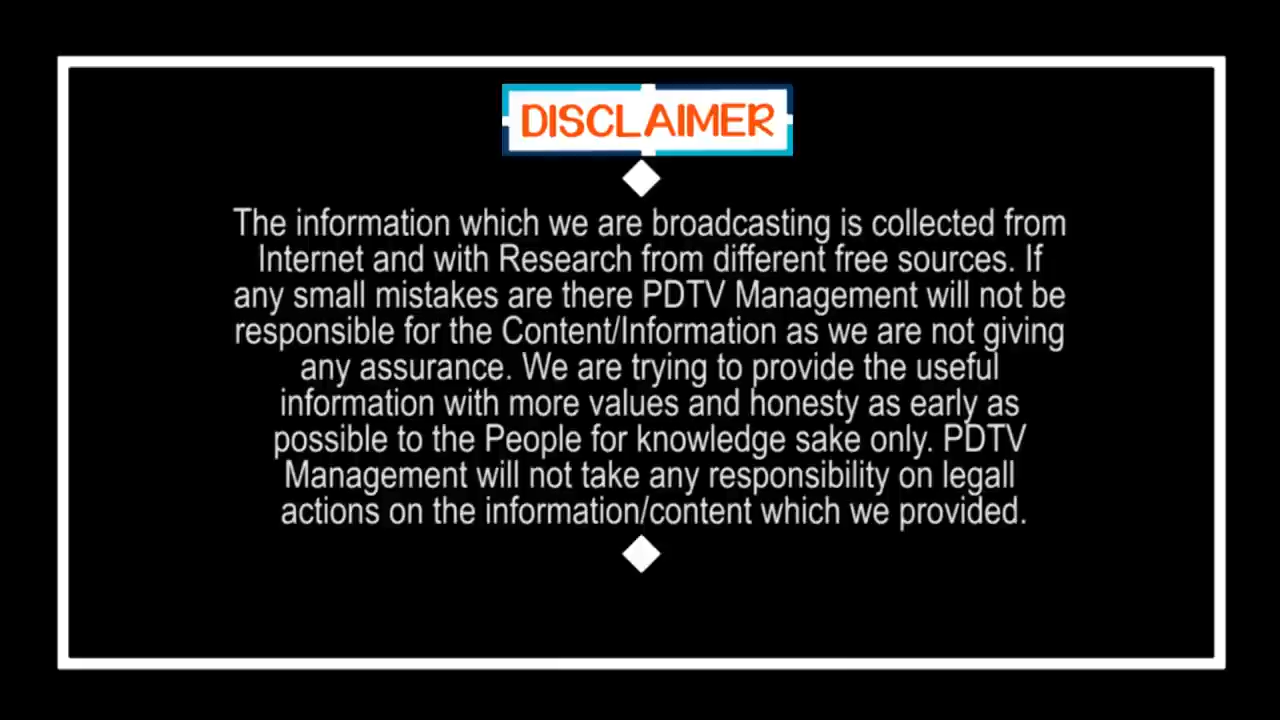 DISCLAIMER
The information which we are broadcasting is collected from
Internet and with Research from different free sources. If
any small mistakes are there PDTV Management will not be
responsible for the Content/Information as we are not giving
any assurance. We are trying to provide the useful
information with more values and honesty as early as
possible to the People for knowledge sake only. PDTV
Management will not take any responsibility on legall
actions on the information/content which we provided.